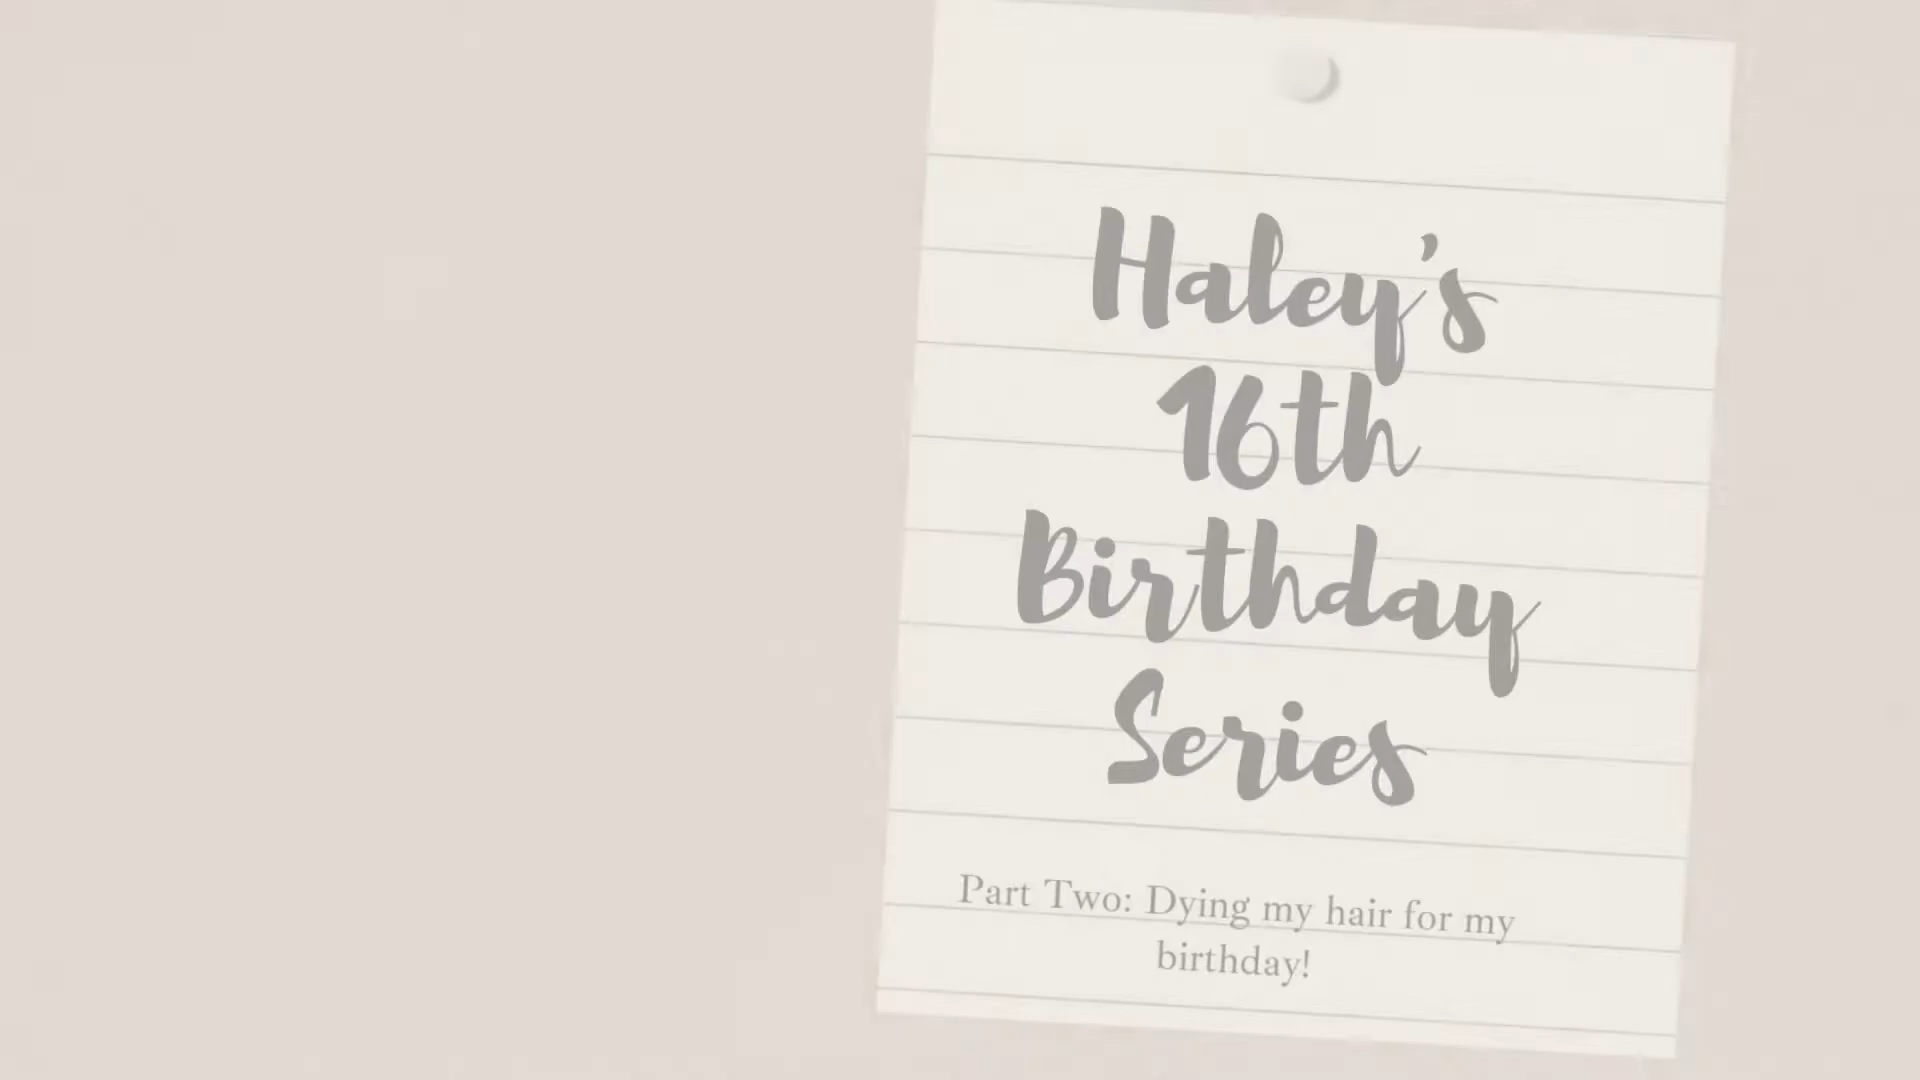 Haley's
16th
Birthday
Series
Part Two: Dying my hair for my
birthday!